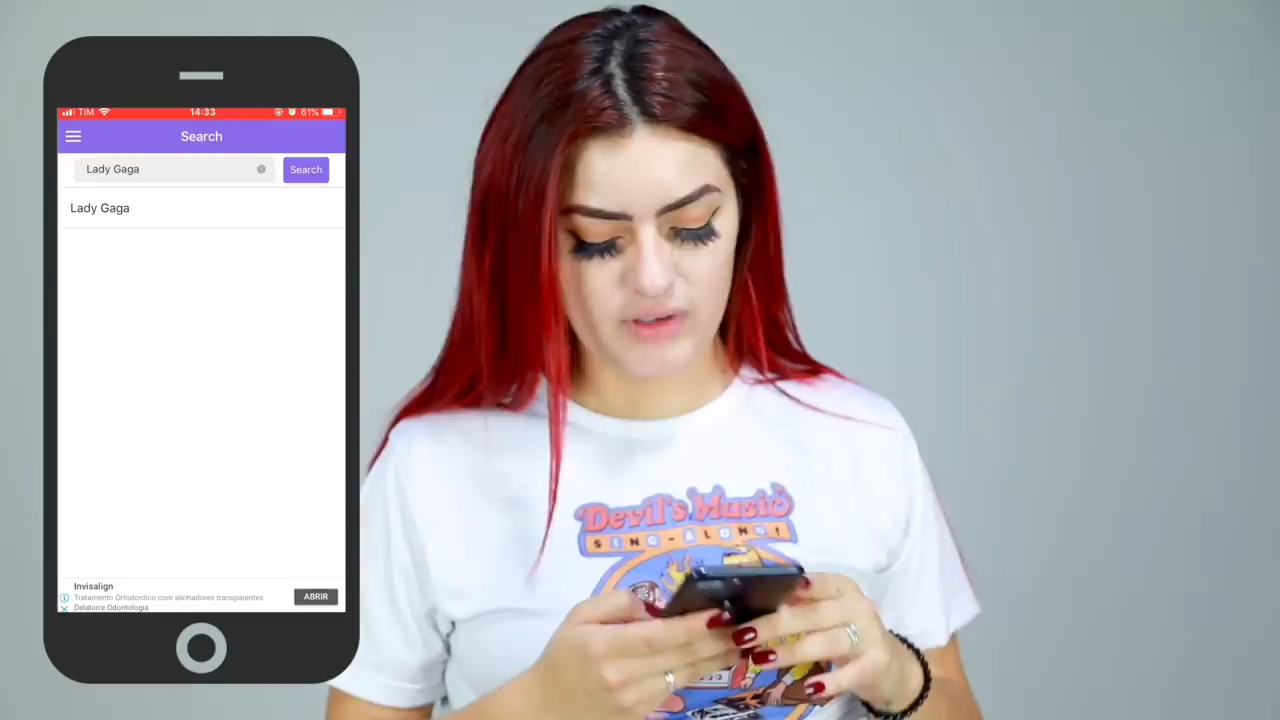 TIM 14:33 61%
Search
Lady Gaga
Search
Lady Gaga
Invisalign
Tratamento Ortodontico com alinhadores transparentes
ABRIR
Delatorre Odontologia
Devil's Music
SING-ALONG!